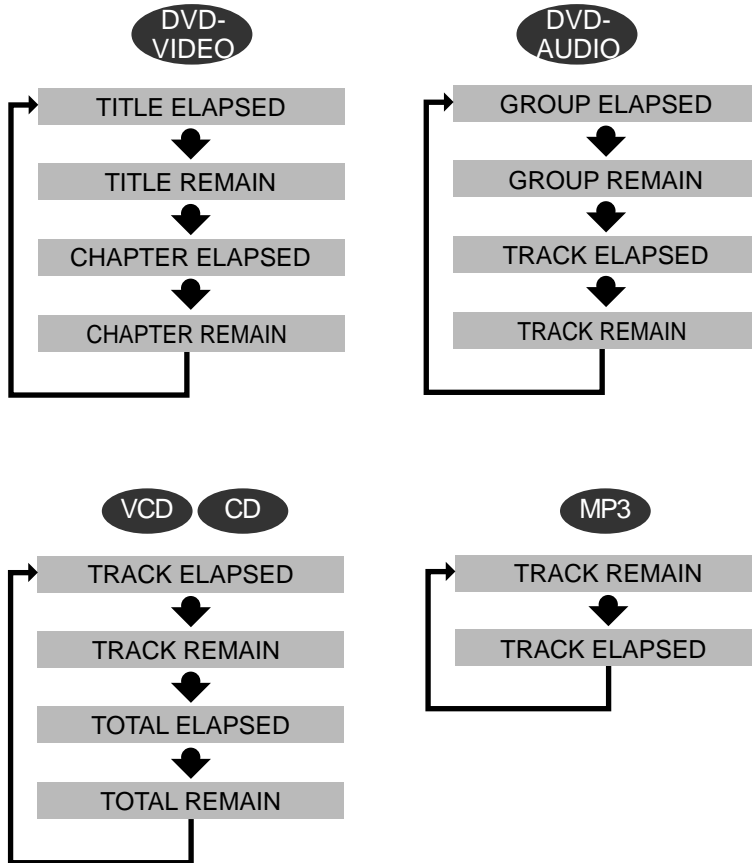 DVD-
VIDEO
TITLE ELAPSED
TITLE REMAIN
CHAPTER ELAPSED
CHAPTER REMAIN
DVD-
AUDIO
GROUP ELAPSED
GROUP REMAIN
TRACK ELAPSED
TRACK REMAIN
VCD CD
TRACK ELAPSED
TRACK REMAIN
TOTAL ELAPSED
TOTAL REMAIN
MP3
TRACK REMAIN
TRACK ELAPSED